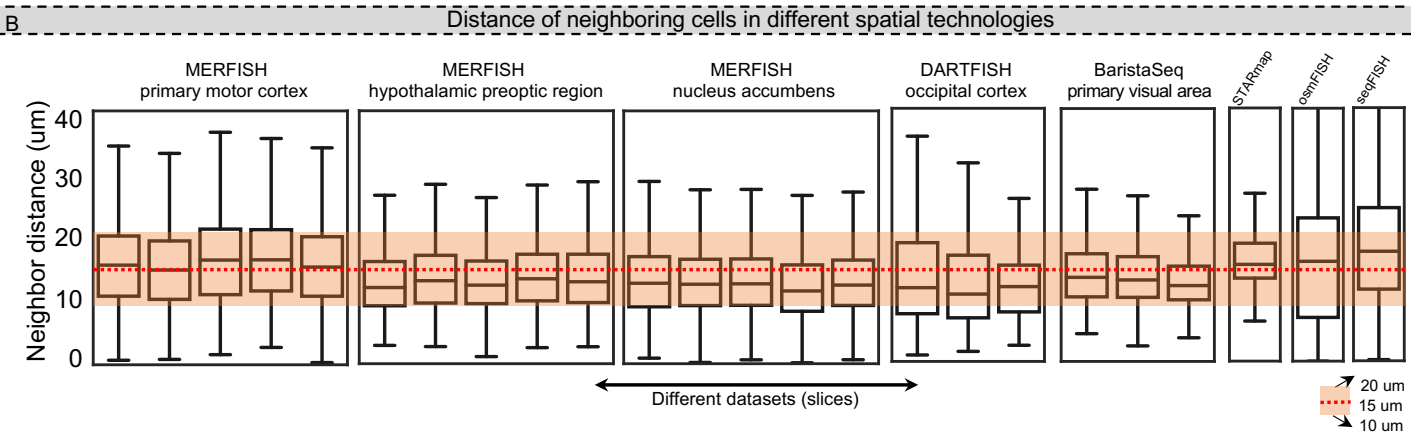 B
Distance of neighboring cells in different spatial technologies
MERFISH
primary motor cortex
MERFISH
hypothalamic preoptic region
MERFISH
nucleus accumbens
DARTFISH
occipital cortex
BaristaSeq
primary visual area
STARmap
osmFISH
seqFISH
Neighbor distance (um)
40
30
20
10
0
Different datasets (slices)
20 um
15 um
10 um